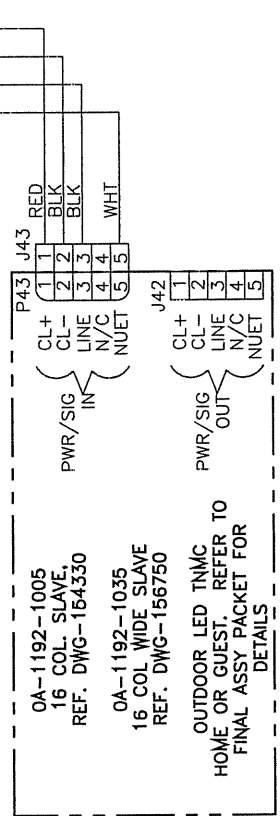 0A-1192-1005
16 COL. SLAVE,
REF. DWG-154330
0A-1192-1035
16 COL WIDE SLAVE
REF. DWG-156750
OUTDOOR LED TNMC
HOME OR GUEST. REFER TO
FINAL ASSY PACKET FOR
DETAILS
PWR/SIG
IN
P43
J43
CL+ 1 1 RED
CL- 2 2 BLK
LINE 3 3 BLK
N/C 4 4
NUET 5 5 WHT
PWR/SIG
OUT
J42
CL+ 1
CL- 2
LINE 3
N/C 4
NUET 5